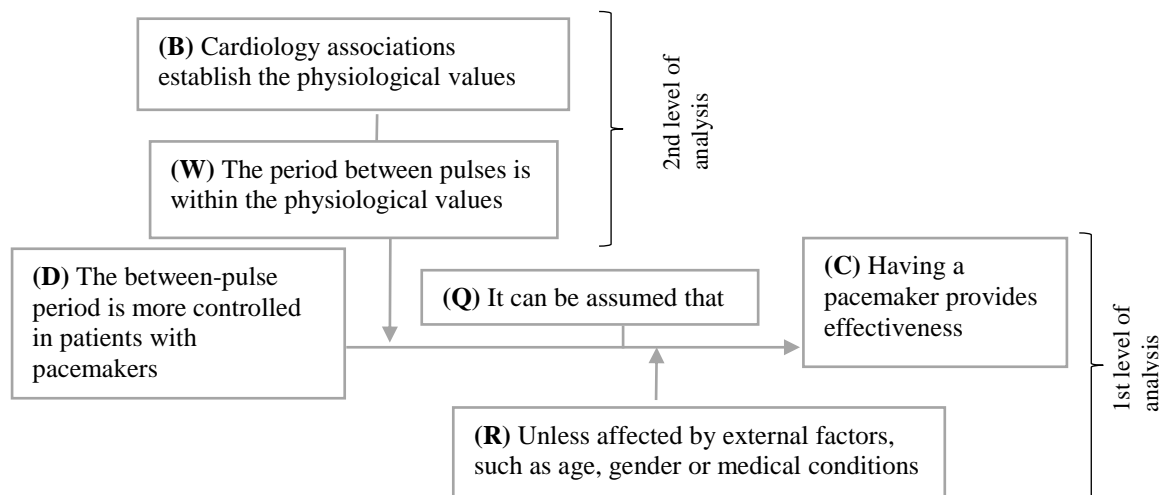 (B) Cardiology associations
establish the physiological values
2nd level of
analysis
(W) The period between pulses is
within the physiological values
(D) The between-pulse
period is more controlled
in patients with
pacemakers
(Q) It can be assumed that
(C) Having a
pacemaker provides
effectiveness
1st level of
analysis
(R) Unless affected by external factors,
such as age, gender or medical conditions